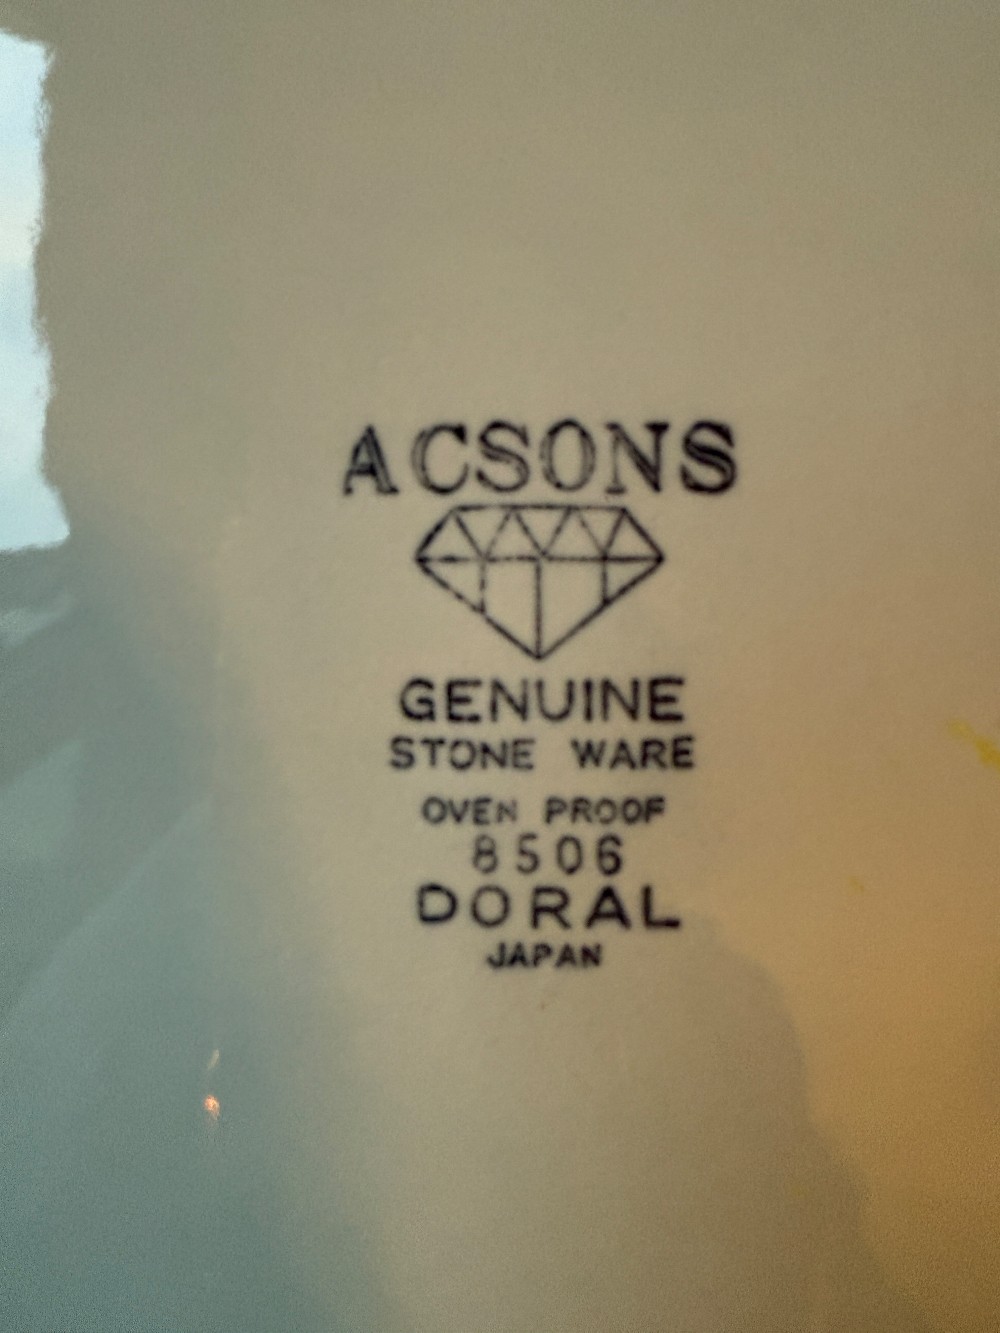 ACSONS
GENUINE
STONE WARE
OVEN PROOF
8506
DORAL
JAPAN